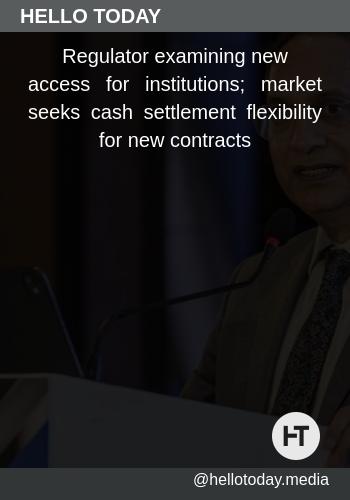 HELLO TODAY
Regulator examining new
access for institutions; market
seeks cash settlement flexibility
for new contracts
HT
@hellotoday.media